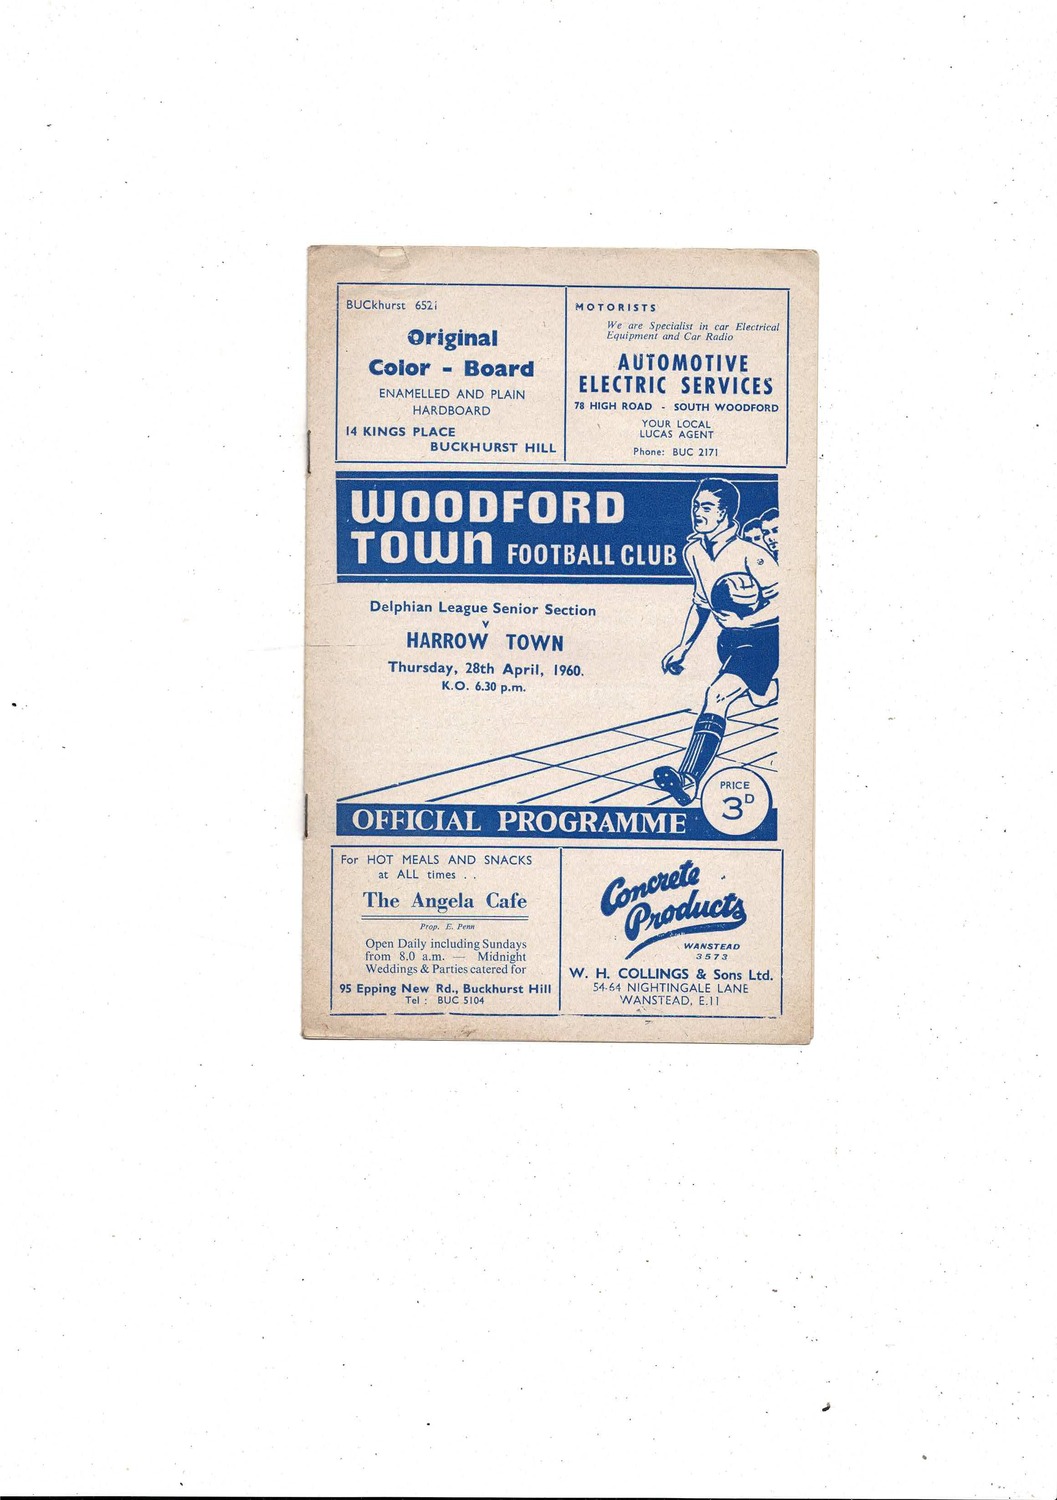 BUCkhurst 6521
Original
Color - Board
ENAMELLED AND PLAIN
HARDBOARD
14 KINGS PLACE
BUCKHURST HILL
MOTORISTS
We are Specialist in car Electrical
Equipment and Car Radio
AUTOMOTIVE
ELECTRIC SERVICES
78 HIGH ROAD - SOUTH WOODFORD
YOUR LOCAL
LUCAS AGENT
Phone: BUC 2171
WOODFORD
TOWN FOOTBALL CLUB
Delphian League Senior Section
v
HARROW TOWN
Thursday, 28th April, 1960.
K.O. 6.30 p.m.
PRICE
3D
OFFICIAL PROGRAMME
For HOT MEALS AND SNACKS
at ALL times . .
The Angela Cafe
Prop. E. Penn
Open Daily including Sundays
from 8.0 a.m. — Midnight
Weddings & Parties catered for
95 Epping New Rd., Buckhurst Hill
Tel : BUC 5104
Concrete
Products
WANSTEAD
3573
W. H. COLLINGS & Sons Ltd.
54-64 NIGHTINGALE LANE
WANSTEAD, E.11